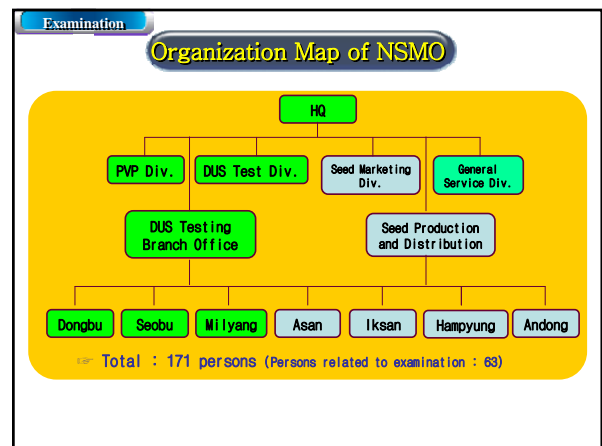 Examination
Organization Map of NSMO
HQ
PVP Div.
DUS Test Div.
Seed Marketing
Div.
General
Service Div.
DUS Testing
Branch Office
Seed Production
and Distribution
Dongbu
Seobu
Milyang
Asan
Iksan
Hampyung
Andong
☞ Total : 171 persons (Persons related to examination : 63)